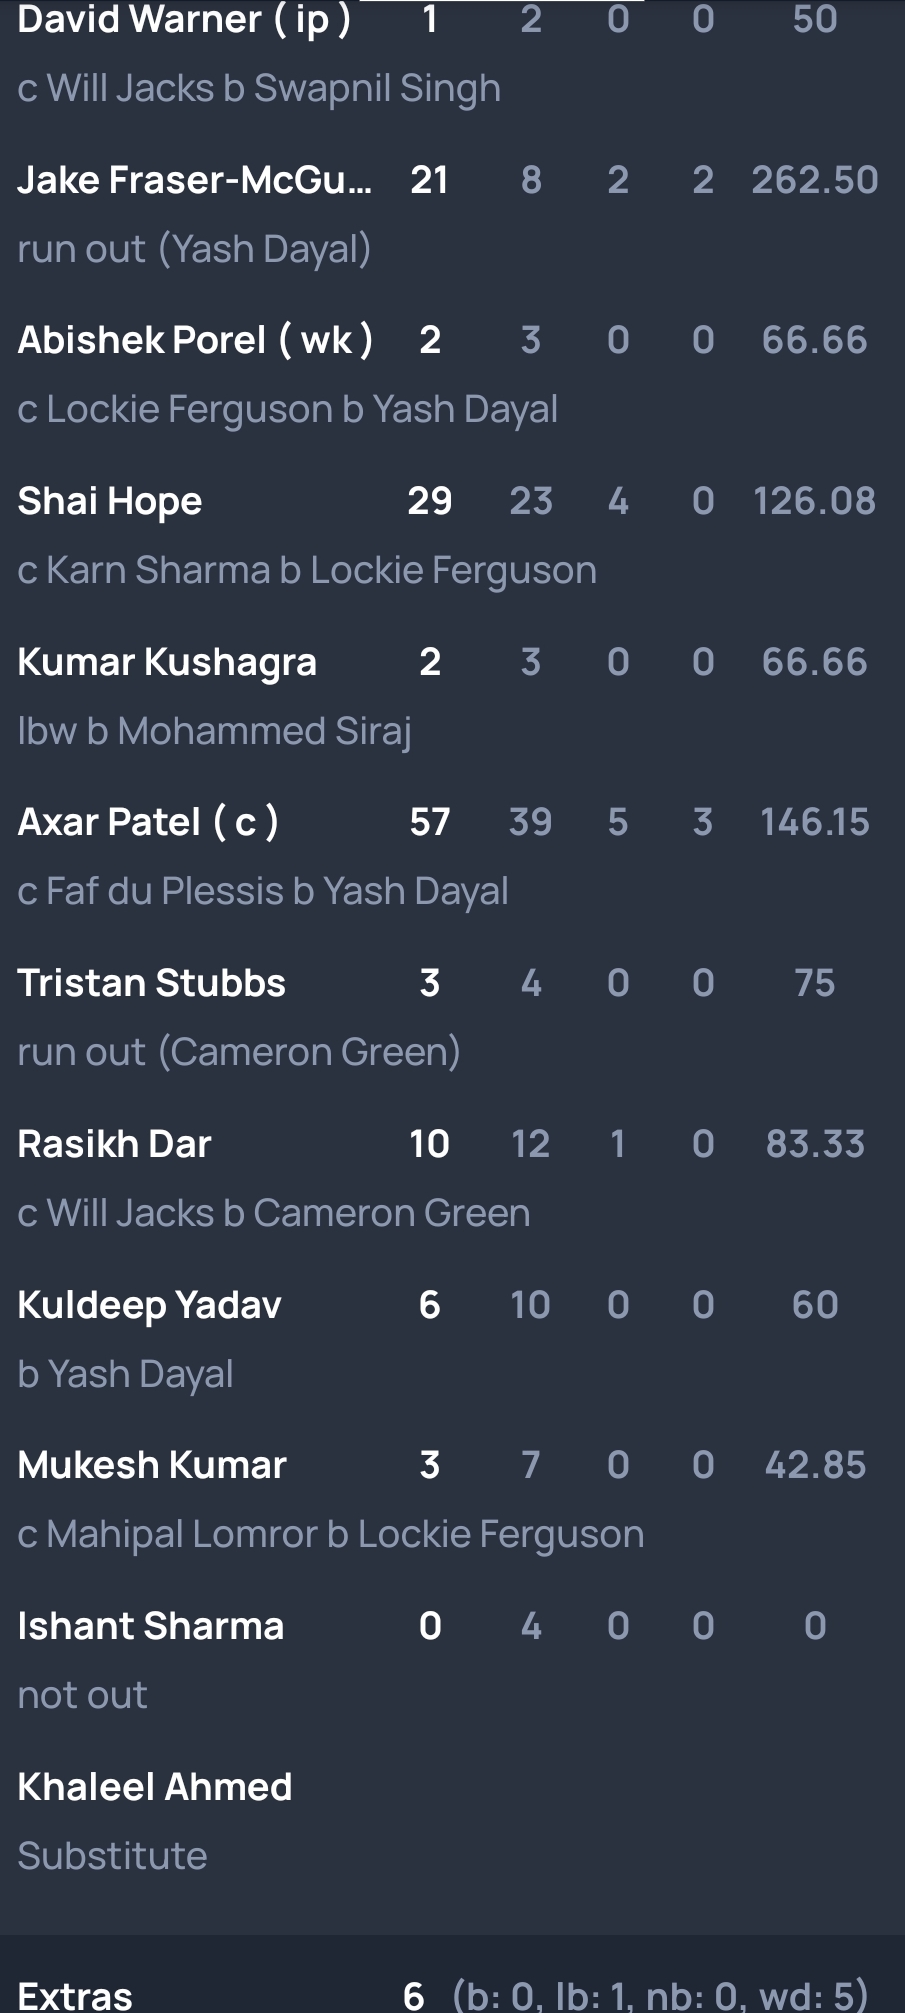 David Warner ( ip ) 1 2 0 0 50
c Will Jacks b Swapnil Singh
Jake Fraser-McGu... 21 8 2 2 262.50
run out (Yash Dayal)
Abishek Porel ( wk ) 2 3 0 0 66.66
c Lockie Ferguson b Yash Dayal
Shai Hope 29 23 4 0 126.08
c Karn Sharma b Lockie Ferguson
Kumar Kushagra 2 3 0 0 66.66
lbw b Mohammed Siraj
Axar Patel ( c ) 57 39 5 3 146.15
c Faf du Plessis b Yash Dayal
Tristan Stubbs 3 4 0 0 75
run out (Cameron Green)
Rasikh Dar 10 12 1 0 83.33
c Will Jacks b Cameron Green
Kuldeep Yadav 6 10 0 0 60
b Yash Dayal
Mukesh Kumar 3 7 0 0 42.85
c Mahipal Lomror b Lockie Ferguson
Ishant Sharma 0 4 0 0 0
not out
Khaleel Ahmed
Substitute
Extras 6 (b: 0, lb: 1, nb: 0, wd: 5)